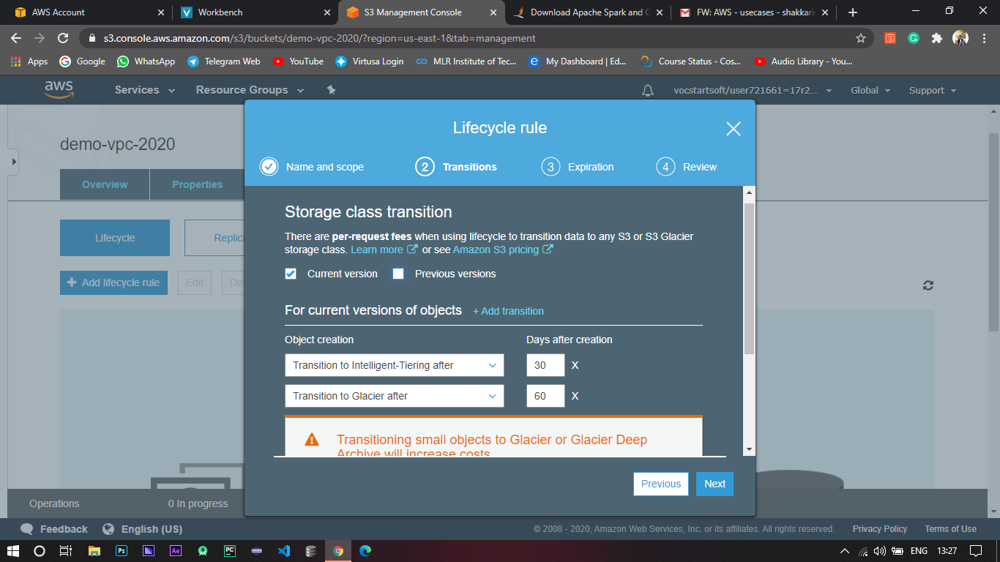 AWS Account
Workbench
S3 Management Console
Download Apache Spark and G
FW: AWS - usecases - shakkaris
s3.console.aws.amazon.com/s3/buckets/demo-vpc-2020/?region=us-east-1&tab=management
Apps
Google
WhatsApp
Telegram Web
YouTube
Virtusa Login
MLR Institute of Tec...
My Dashboard | Ed...
Course Status - Cos...
Audio Library - You...
aws
Services
Resource Groups
vocstartsoft/user721661=17r2...
Global
Support
demo-vpc-2020
Overview
Properties
Lifecycle
Replica
+ Add lifecycle rule
Edit
De
Lifecycle rule
Name and scope
2 Transitions
3 Expiration
4 Review
Storage class transition
There are per-request fees when using lifecycle to transition data to any S3 or S3 Glacier
storage class. Learn more or see Amazon S3 pricing
Current version
Previous versions
For current versions of objects + Add transition
Object creation
Days after creation
Transition to Intelligent-Tiering after
30 X
Transition to Glacier after
60 X
Transitioning small objects to Glacier or Glacier Deep
Archive will increase costs
Previous
Next
Operations
0 In progress
Feedback
English (US)
© 2008 - 2020, Amazon Web Services, Inc. or its affiliates. All rights reserved.
Privacy Policy
Terms of Use
Ps
Ae
PC
ENG
13:27